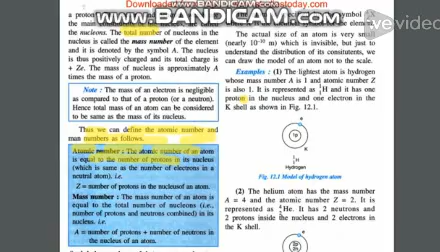 Download
today.com
www.BANDICAM.com
ive video
a proton
the nucleons. The total number of nucleons in the
nucleus is called the mass number of the element
and it is denoted by the symbol A. The nucleus
is thus positively charged and its total charge is
+ Ze. The mass of nucleus is approximately A
times the mass of a proton.
Note : The mass of an electron is negligible
as compared to that of a proton (or a neutron).
Hence total mass of an atom can be considered
to be same as the mass of its nucleus.
Thus we can define the atomic number and
man numbers as follows.
Atomic number : The atomic number of an atom
is equal to the number of protons in its nucleus
(which is same as the number of electrons in a
neutral atom). i.e.
Z = number of protons in the nucleus of an atom.
Mass number : The mass number of an atom is
equal to the total number of nucleons (i.e.,
number of protons and neutrons combined) in its
nucleus. i.e.
A = number of protons + number of neutrons
in the nucleus of an atom.
symbol
The actual size of an atom is very small
(nearly 10⁻¹⁰ m) which is invisible, but just to
understand the distribution of its constituents, we
can draw the model of an atom not to the scale.
Examples : (1) The lightest atom is hydrogen
whose mass number A is 1 and atomic number Z
is also 1. It is represented as ¹₁H and it has one
proton in the nucleus and one electron in the
K shell as shown in Fig. 12.1.
1p
¹₁H
Hydrogen
Fig. 12.1 Model of hydrogen atom
(2) The helium atom has the mass number
A = 4 and the atomic number Z = 2. It is
represented as ⁴₂He. It has 2 neutrons and
2 protons inside the nucleus and 2 electrons in
the K shell.